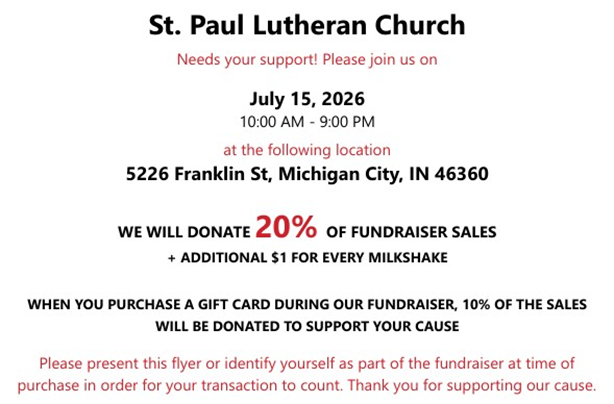 St. Paul Lutheran Church
Needs your support! Please join us on
July 15, 2026
10:00 AM - 9:00 PM
at the following location
5226 Franklin St, Michigan City, IN 46360
WE WILL DONATE 20% OF FUNDRAISER SALES
+ ADDITIONAL $1 FOR EVERY MILKSHAKE
WHEN YOU PURCHASE A GIFT CARD DURING OUR FUNDRAISER, 10% OF THE SALES
WILL BE DONATED TO SUPPORT YOUR CAUSE
Please present this flyer or identify yourself as part of the fundraiser at time of
purchase in order for your transaction to count. Thank you for supporting our cause.